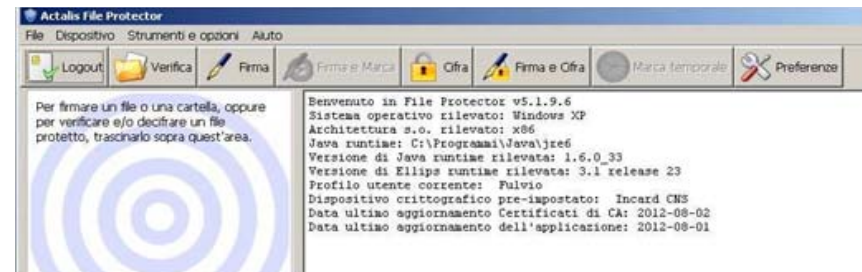 Actalis File Protector
File Dispositivo Strumenti e opzioni Aiuto
Logout Verifica Firma Firma e Marca Cifra Firma e Cifra Marca temporale Preferenze
Per firmare un file o una cartella, oppure
per verificare e/o decifrare un file
protetto, trascinarlo sopra quest'area.
Benvenuto in File Protector v5.1.9.6
Sistema operativo rilevato: Windows XP
Architettura s.o. rilevato: x86
Java runtime: C:\Programmi\Java\jre6
Versione di Java runtime rilevata: 1.6.0_33
Versione di Ellips runtime rilevata: 3.1 release 23
Profilo utente corrente: Fulvio
Dispositivo crittografico pre-impostato: Incard CNS
Data ultimo aggiornamento Certificati di CA: 2012-08-02
Data ultimo aggiornamento dell'applicazione: 2012-08-01